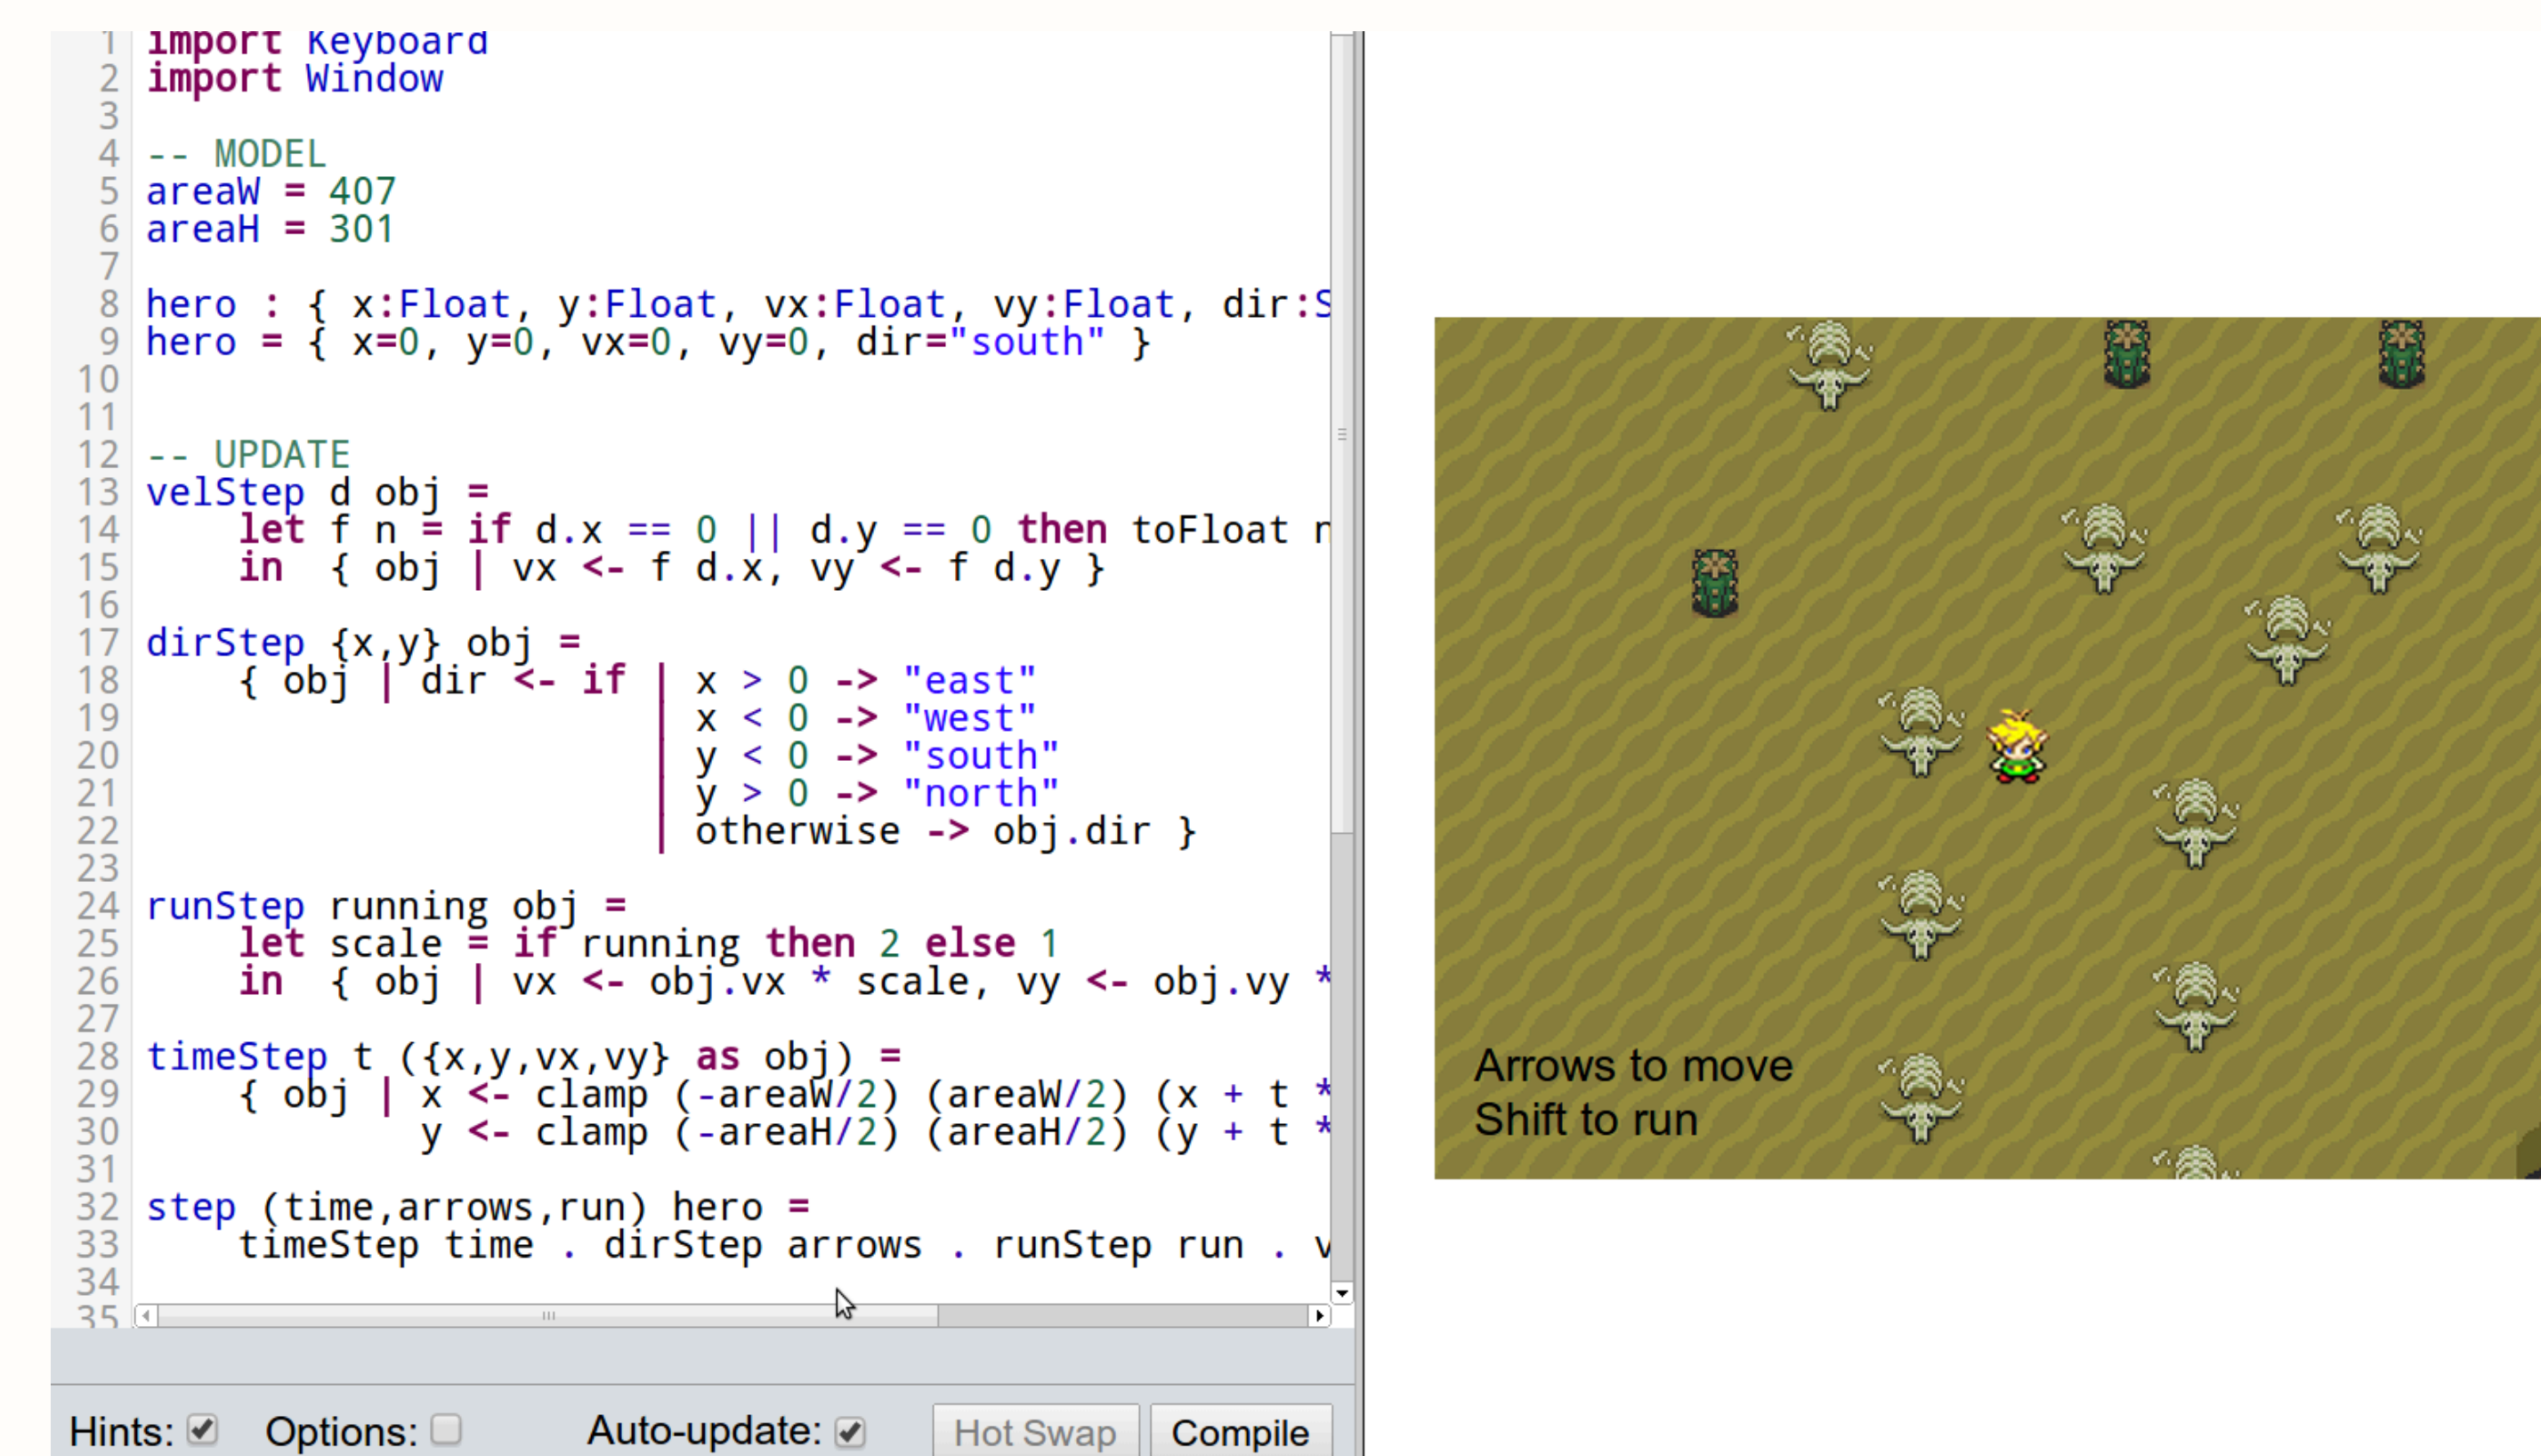 1 import Keyboard
2 import Window
3
4 -- MODEL
5 areaW = 407
6 areaH = 301
7
8 hero : { x:Float, y:Float, vx:Float, vy:Float, dir:S
9 hero = { x=0, y=0, vx=0, vy=0, dir="south" }
10
11
12 -- UPDATE
13 velStep d obj =
14     let f n = if d.x == 0 || d.y == 0 then toFloat n
15     in  { obj | vx <- f d.x, vy <- f d.y }
16
17 dirStep {x,y} obj =
18     { obj | dir <- if | x > 0 -> "east"
19                       | x < 0 -> "west"
20                       | y < 0 -> "south"
21                       | y > 0 -> "north"
22                       | otherwise -> obj.dir }
23
24 runStep running obj =
25     let scale = if running then 2 else 1
26     in  { obj | vx <- obj.vx * scale, vy <- obj.vy *
27
28 timeStep t ({x,y,vx,vy} as obj) =
29     { obj | x <- clamp (-areaW/2) (areaW/2) (x + t *
30             y <- clamp (-areaH/2) (areaH/2) (y + t *
31
32 step (time,arrows,run) hero =
33     timeStep time . dirStep arrows . runStep run . v
34
35
Hints: Options: Auto-update: Hot Swap Compile
Arrows to move
Shift to run